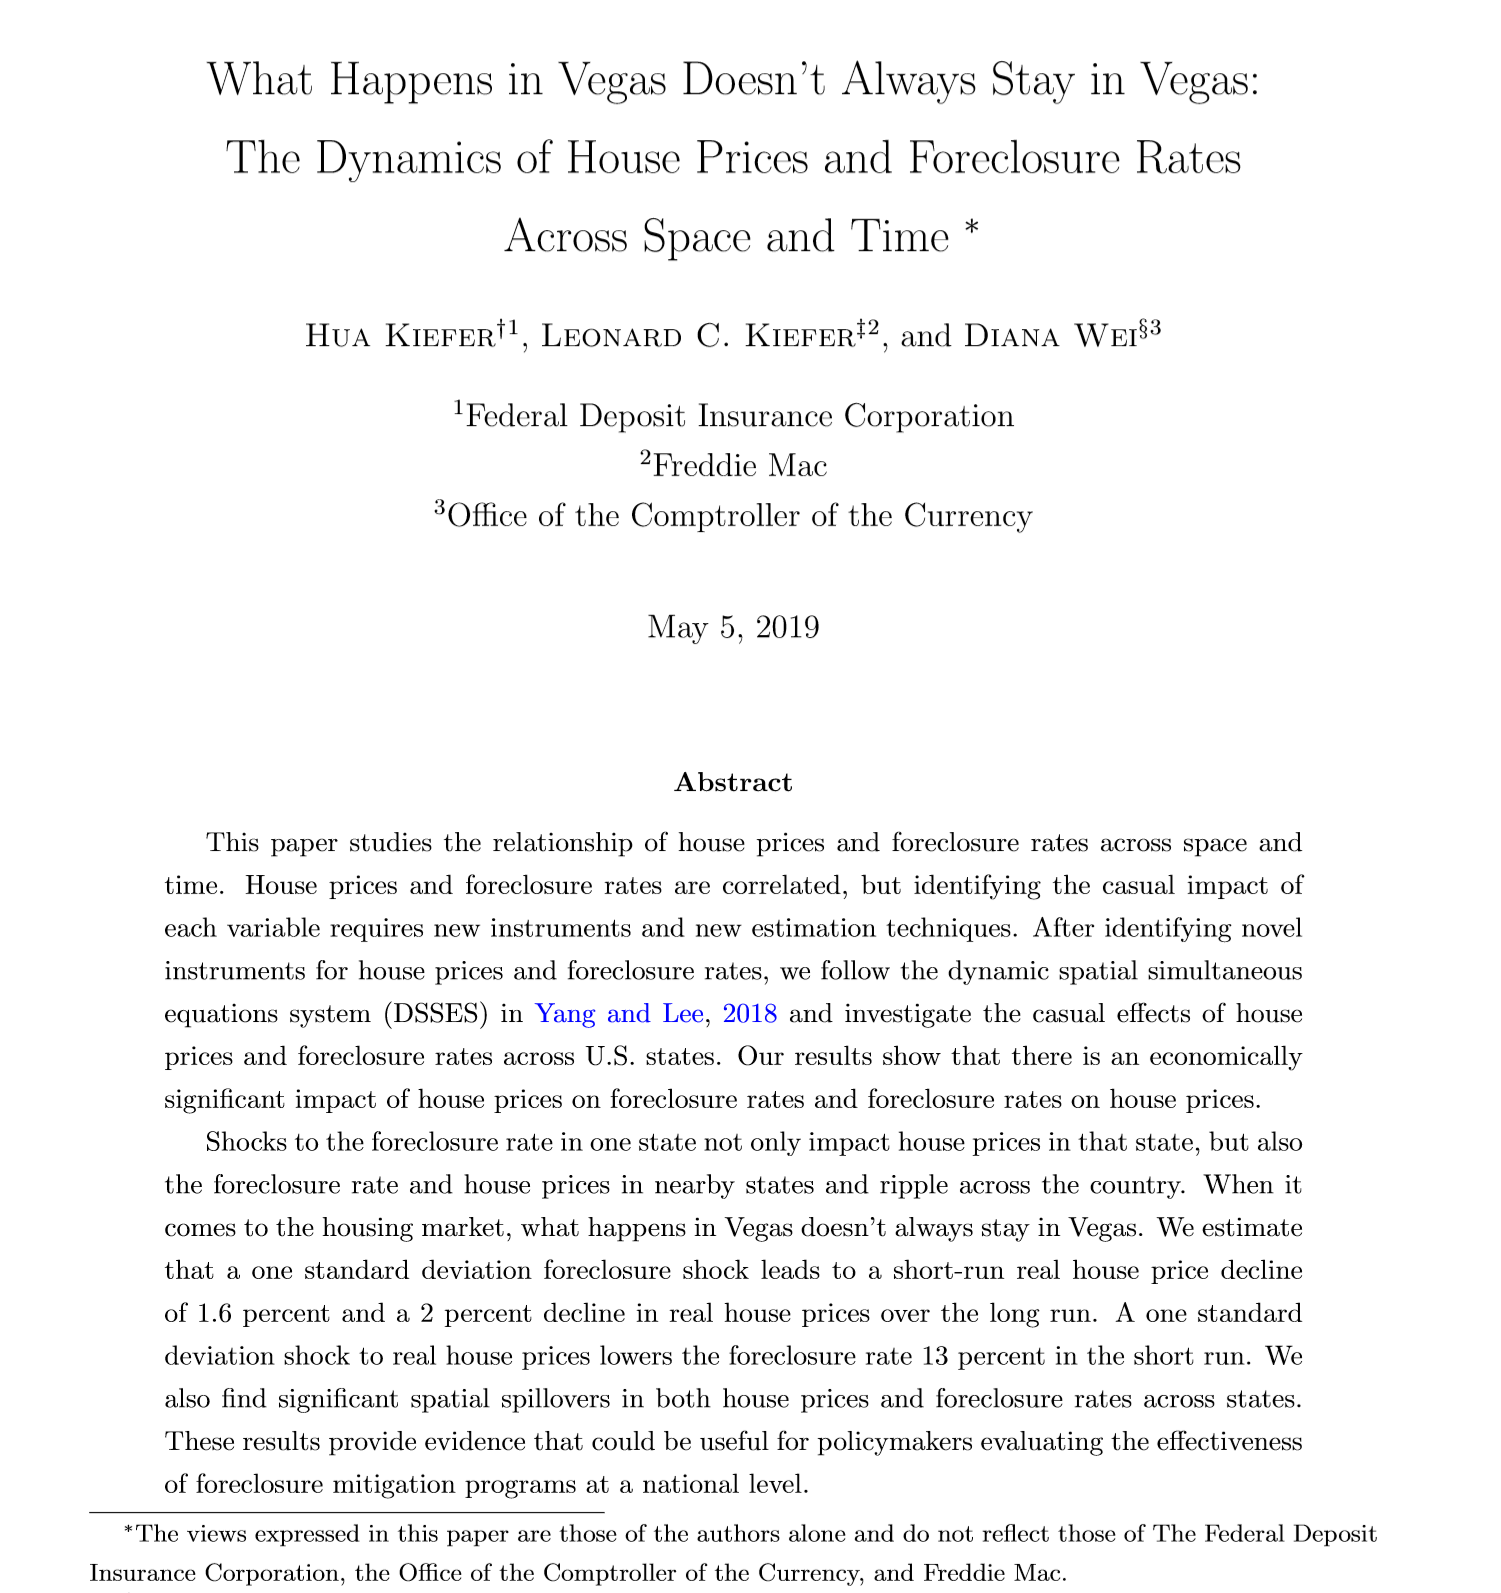 What Happens in Vegas Doesn't Always Stay in Vegas:
The Dynamics of House Prices and Foreclosure Rates
Across Space and Time *
Hua Kiefer†1, Leonard C. Kiefer‡2, and Diana Wei§3
1Federal Deposit Insurance Corporation
2Freddie Mac
3Office of the Comptroller of the Currency
May 5, 2019
Abstract
This paper studies the relationship of house prices and foreclosure rates across space and
time. House prices and foreclosure rates are correlated, but identifying the casual impact of
each variable requires new instruments and new estimation techniques. After identifying novel
instruments for house prices and foreclosure rates, we follow the dynamic spatial simultaneous
equations system (DSSES) in Yang and Lee, 2018 and investigate the casual effects of house
prices and foreclosure rates across U.S. states. Our results show that there is an economically
significant impact of house prices on foreclosure rates and foreclosure rates on house prices.
Shocks to the foreclosure rate in one state not only impact house prices in that state, but also
the foreclosure rate and house prices in nearby states and ripple across the country. When it
comes to the housing market, what happens in Vegas doesn't always stay in Vegas. We estimate
that a one standard deviation foreclosure shock leads to a short-run real house price decline
of 1.6 percent and a 2 percent decline in real house prices over the long run. A one standard
deviation shock to real house prices lowers the foreclosure rate 13 percent in the short run. We
also find significant spatial spillovers in both house prices and foreclosure rates across states.
These results provide evidence that could be useful for policymakers evaluating the effectiveness
of foreclosure mitigation programs at a national level.
*The views expressed in this paper are those of the authors alone and do not reflect those of The Federal Deposit
Insurance Corporation, the Office of the Comptroller of the Currency, and Freddie Mac.